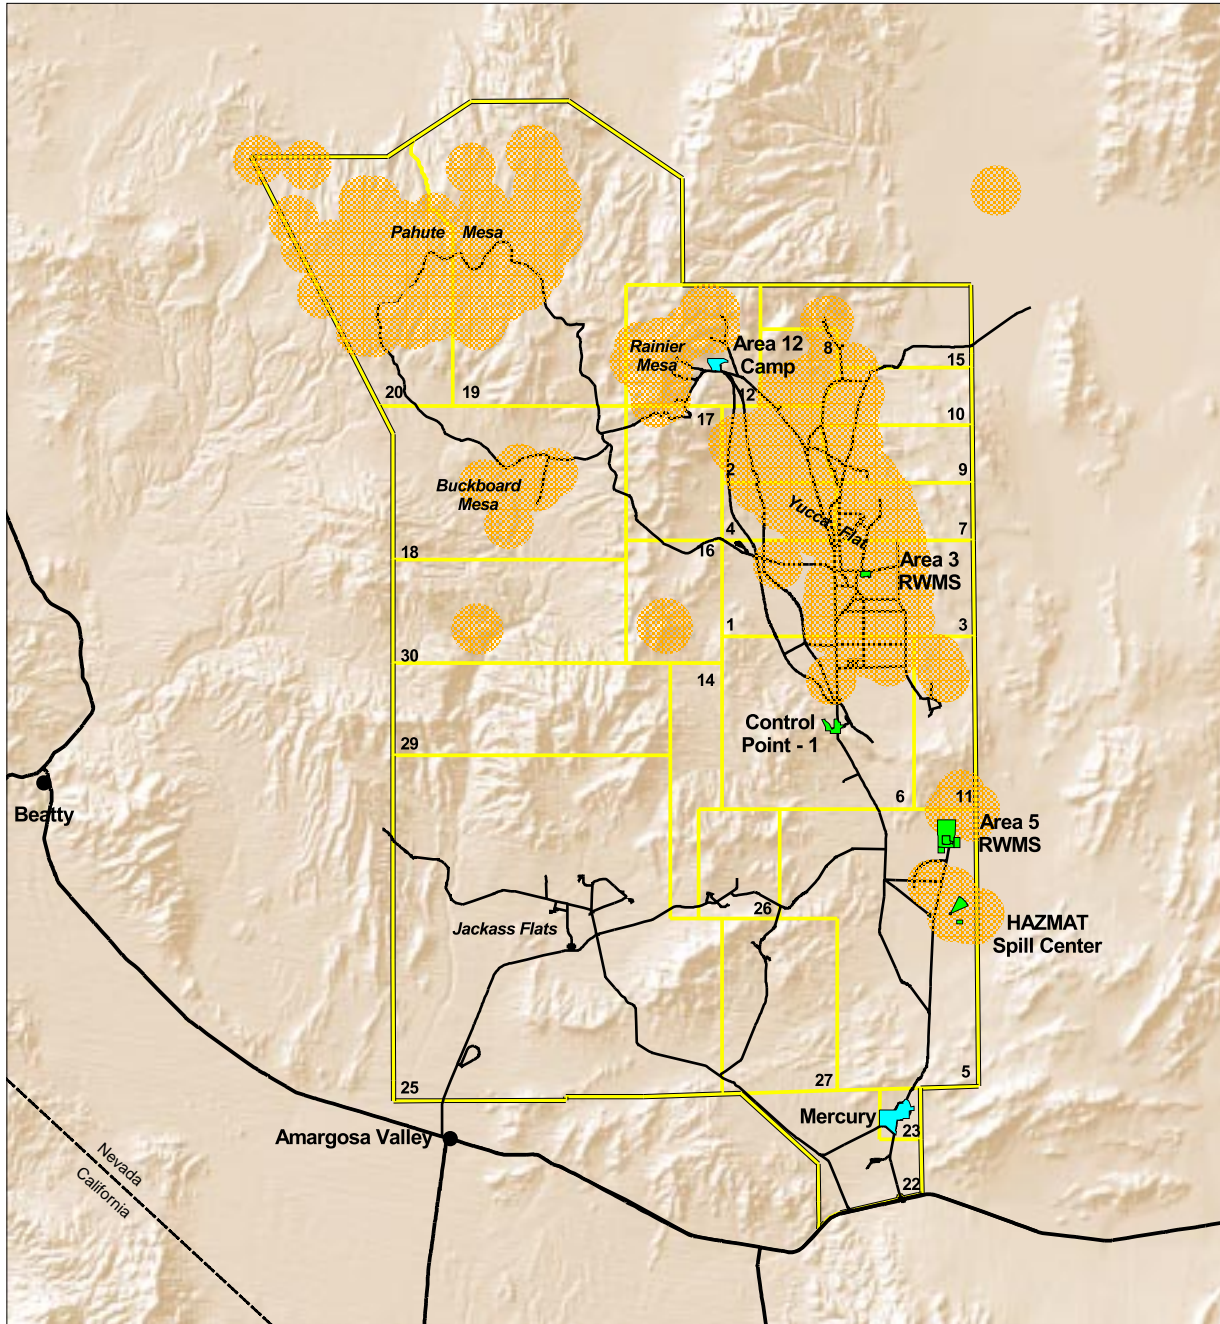 Pahute Mesa
Rainier
Mesa
Area 12
Camp
8
15
20
19
12
10
17
2
9
Buckboard
Mesa
Yucca Flat
4
7
18
16
Area 3
RWMS
1
3
30
14
Control
Point - 1
29
6
11
Beatty
Area 5
RWMS
26
Jackass Flats
HAZMAT
Spill Center
25
27
5
Mercury
23
Amargosa Valley
Nevada
California
22